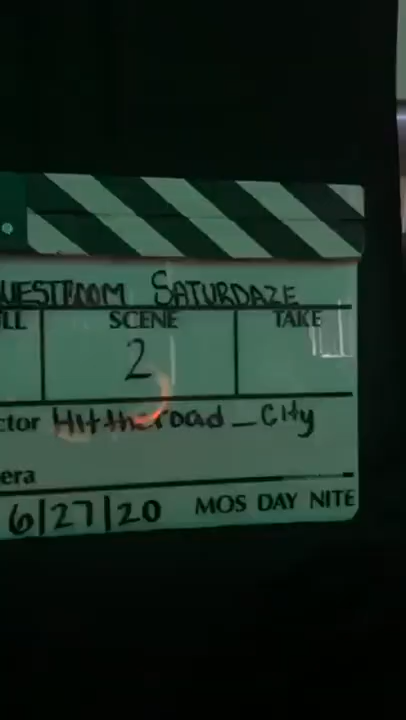 UESTROOM SATURDAZE
LL SCENE TAKE
2
ctor Hittheroad_City
era
6/27/20 MOS DAY NITE